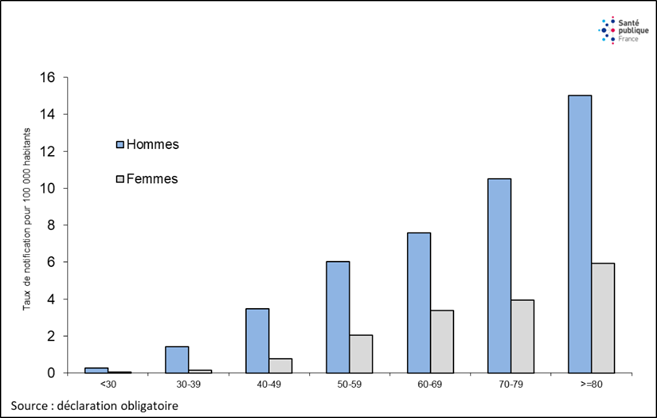 Santé
publique
France
16
14
12
10
8
6
4
2
0
Taux de notification pour 100 000 habitants
Hommes
Femmes
<30 30-39 40-49 50-59 60-69 70-79 >=80
Source : déclaration obligatoire